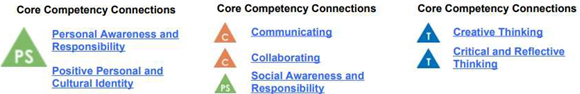 Core Competency Connections
PS
Personal Awareness and
Responsibility
Positive Personal and
Cultural Identity
Core Competency Connections
C
Communicating
C
Collaborating
PS
Social Awareness and
Responsibility
Core Competency Connections
T
Creative Thinking
T
Critical and Reflective
Thinking